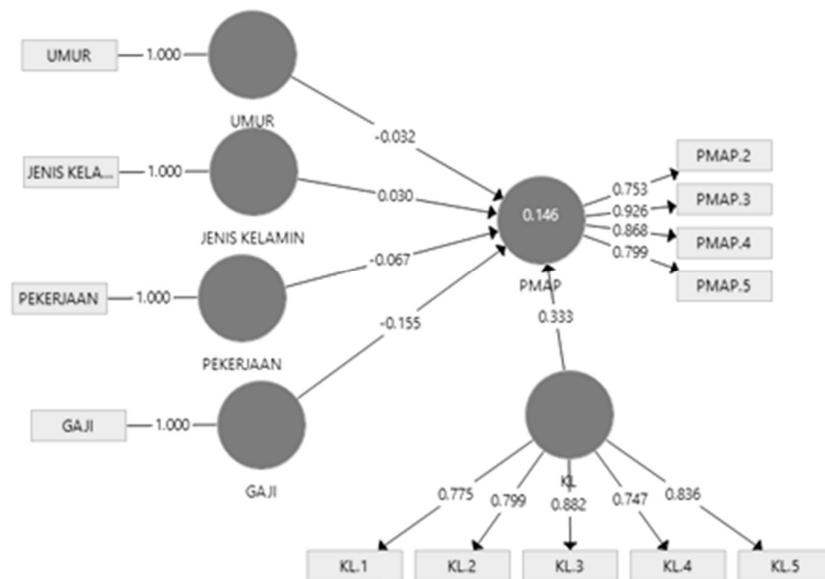 UMUR
1.000
UMUR
JENIS KELA...
1.000
JENIS KELAMIN
PEKERJAAN
1.000
PEKERJAAN
GAJI
1.000
GAJI
-0.032
0.030
-0.067
-0.155
0.146
PMAP
0.753
0.926
0.868
0.799
PMAP.2
PMAP.3
PMAP.4
PMAP.5
0.333
KL
0.775
0.799
0.882
0.747
0.836
KL.1
KL.2
KL.3
KL.4
KL.5